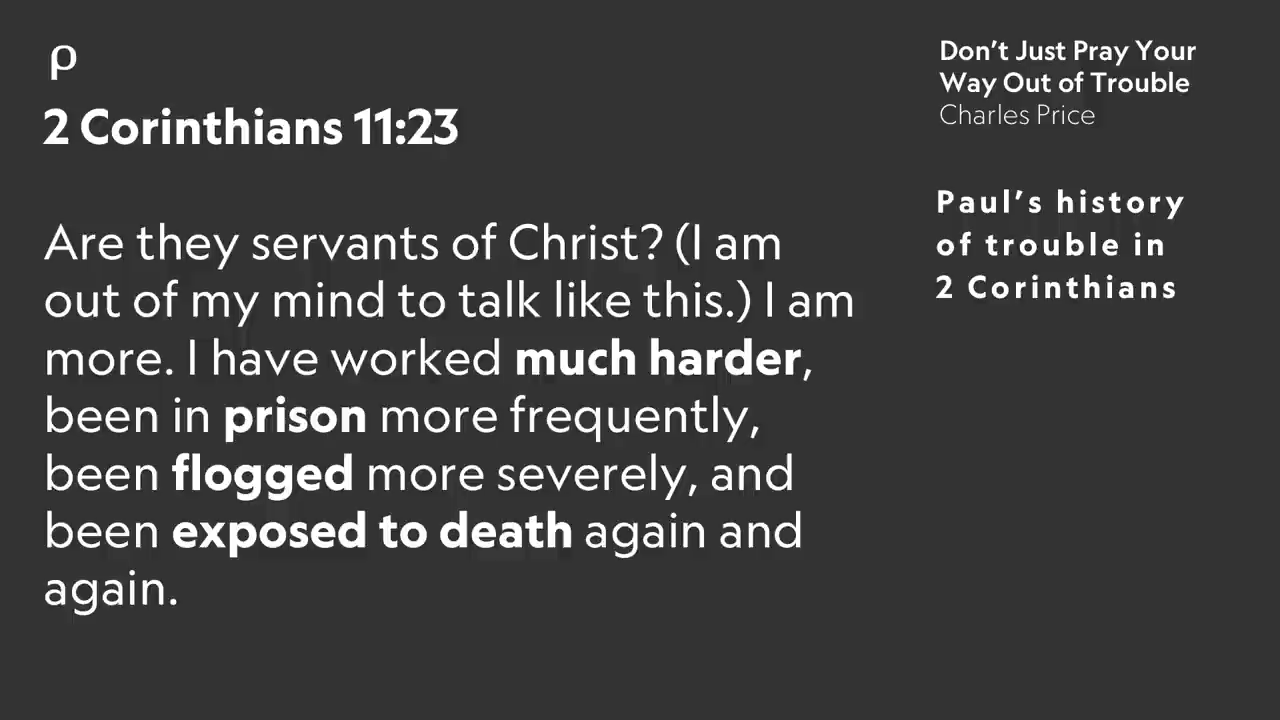 ρ
2 Corinthians 11:23
Are they servants of Christ? (I am
out of my mind to talk like this.) I am
more. I have worked much harder,
been in prison more frequently,
been flogged more severely, and
been exposed to death again and
again.
Don’t Just Pray Your
Way Out of Trouble
Charles Price
Paul’s history
of trouble in
2 Corinthians